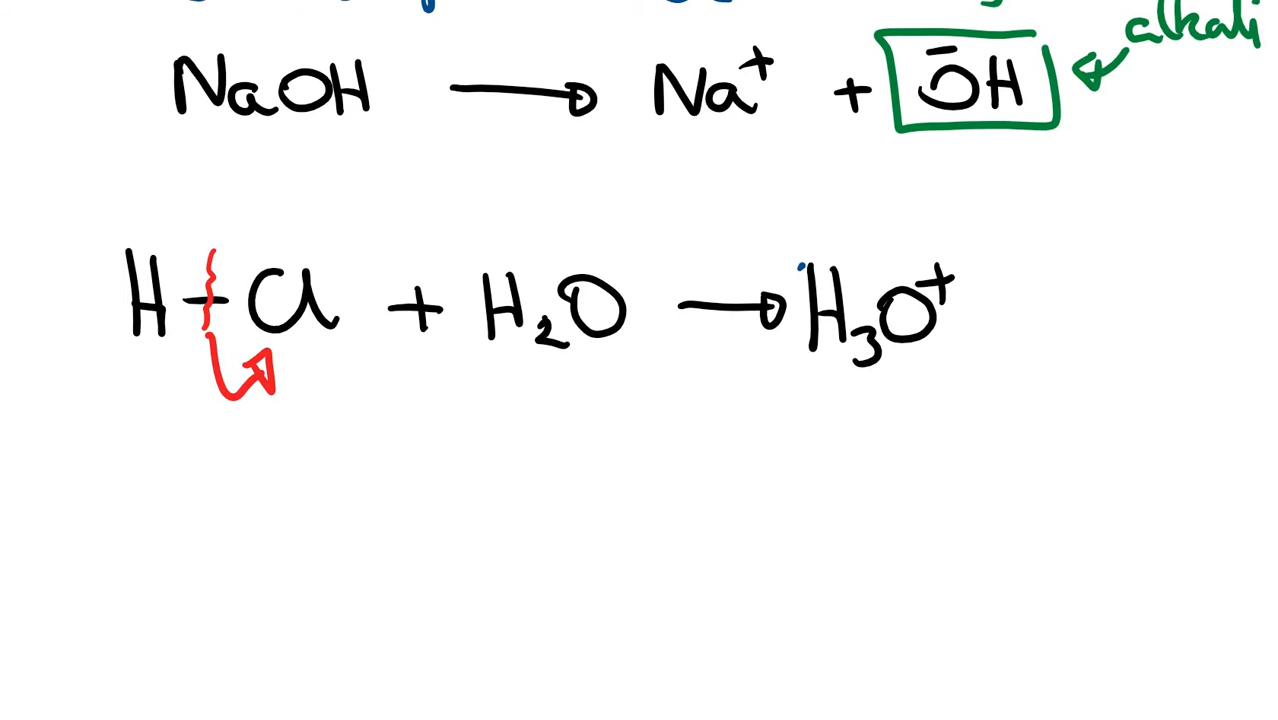 alkali
NaOH → Na⁺ + ⁻OH
H-Cl + H₂O → H₃O⁺